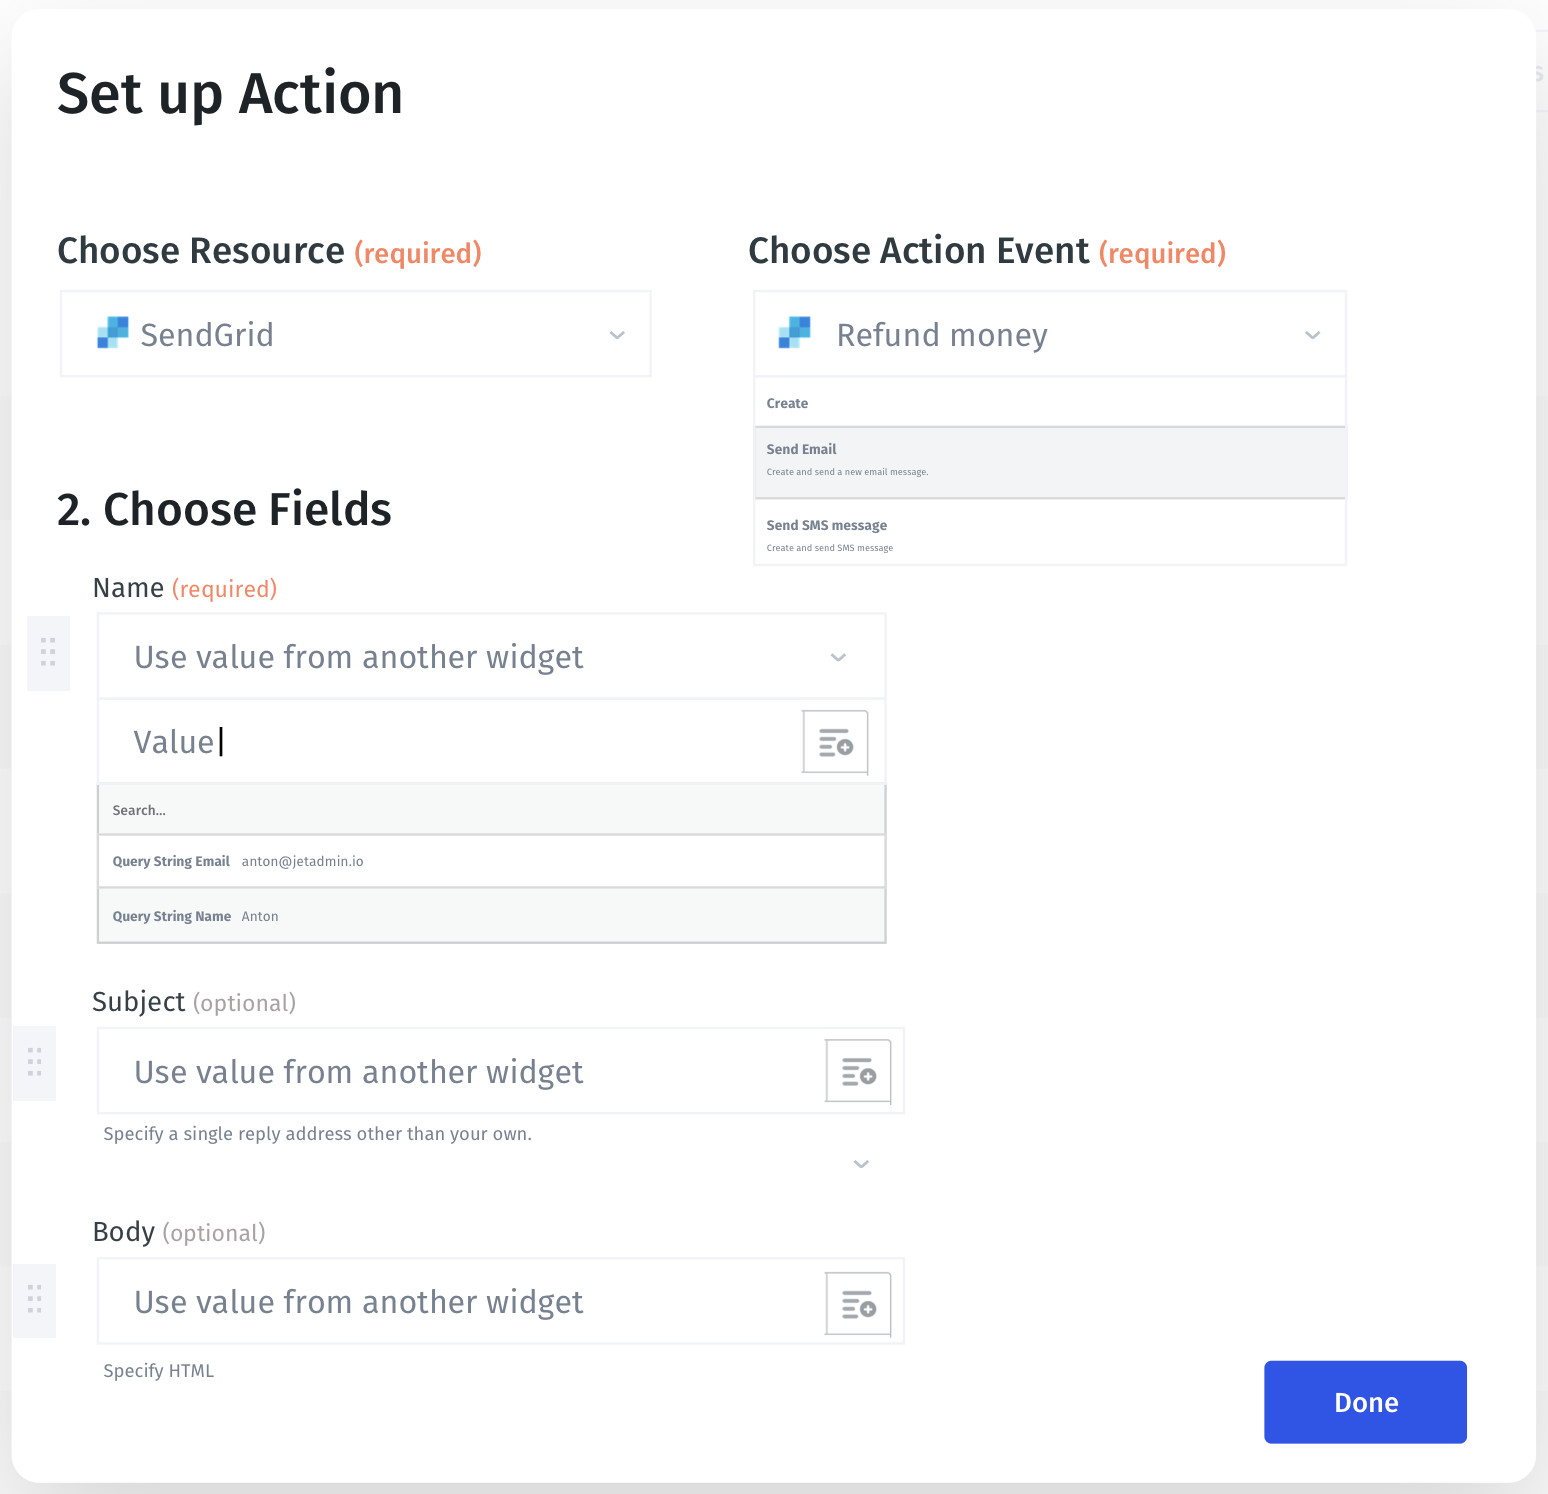 Set up Action
Choose Resource (required)
Choose Action Event (required)
SendGrid
Refund money
Create
Send Email
Create and send a new email message.
Send SMS message
Create and send SMS message
2. Choose Fields
Name (required)
Use value from another widget
Value
Search...
Query String Email anton@jetadmin.io
Query String Name Anton
Subject (optional)
Use value from another widget
Specify a single reply address other than your own.
Body (optional)
Use value from another widget
Specify HTML
Done